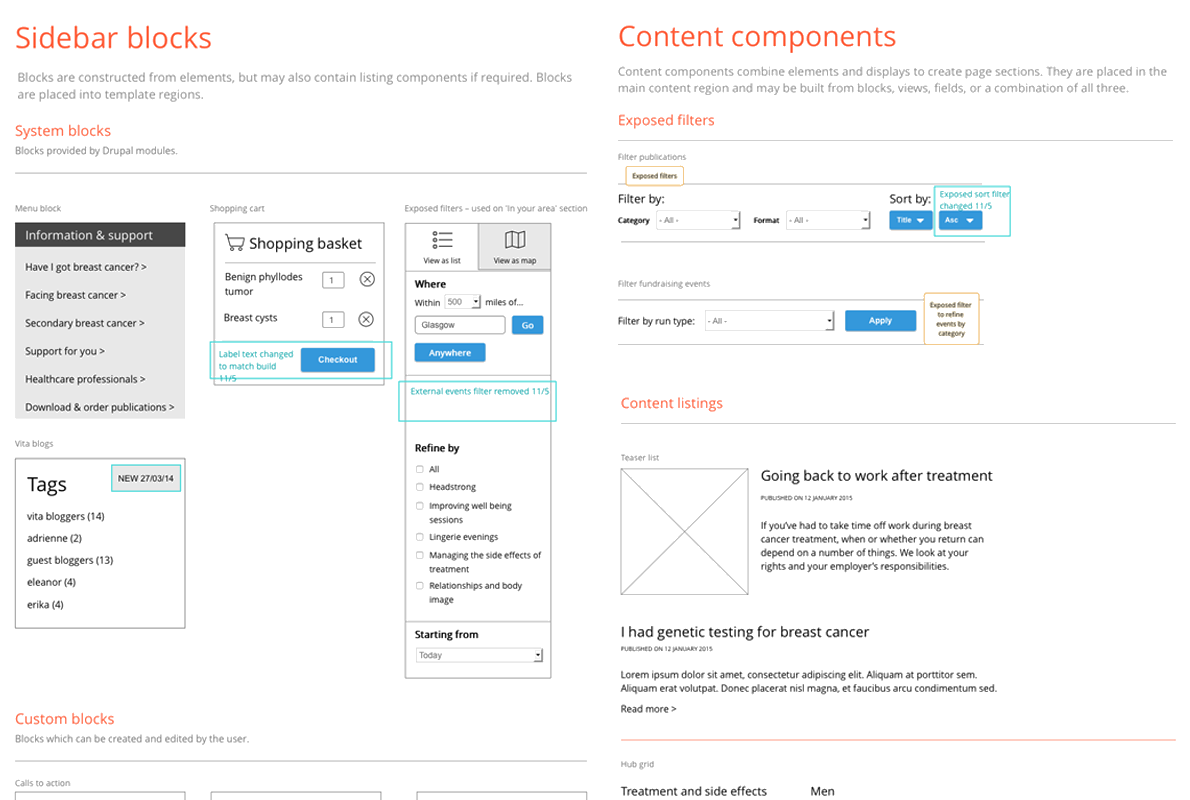 Sidebar blocks
Blocks are constructed from elements, but may also contain listing components if required. Blocks
are placed into template regions.
System blocks
Blocks provided by Drupal modules.
Menu block
Information & support
Have I got breast cancer? >
Facing breast cancer >
Secondary breast cancer >
Support for you >
Healthcare professionals >
Download & order publications >
Vita blogs
Tags
NEW 27/03/14
vita bloggers (14)
adrienne (2)
guest bloggers (13)
eleanor (4)
erika (4)
Shopping cart
Shopping basket
Benign phyllodes
tumor
1
Breast cysts
1
Label text changed
to match build
11/5
Checkout
Exposed filters – used on 'In your area' section
View as list
View as map
Where
Within 500 miles of...
Glasgow
Go
Anywhere
External events filter removed 11/5
Refine by
All
Headstrong
Improving well being
sessions
Lingerie evenings
Managing the side effects of
treatment
Relationships and body
image
Starting from
Today
Custom blocks
Blocks which can be created and edited by the user.
Calls to action
Content components
Content components combine elements and displays to create page sections. They are placed in the
main content region and may be built from blocks, views, fields, or a combination of all three.
Exposed filters
Filter publications
Exposed filters
Filter by:
Category
- All -
Format
- All -
Sort by:
Title
Exposed sort filter
changed 11/5
Asc
Filter fundraising events
Filter by run type:
- All -
Apply
Exposed filter
to refine
events by
category
Content listings
Teaser list
Going back to work after treatment
PUBLISHED ON 12 JANUARY 2015
If you've had to take time off work during breast
cancer treatment, when or whether you return can
depend on a number of things. We look at your
rights and your employer's responsibilities.
I had genetic testing for breast cancer
PUBLISHED ON 12 JANUARY 2015
Lorem ipsum dolor sit amet, consectetur adipiscing elit. Aliquam at porttitor sem.
Aliquam erat volutpat. Donec placerat nisl magna, et faucibus arcu condimentum sed.
Read more >
Hub grid
Treatment and side effects
Men